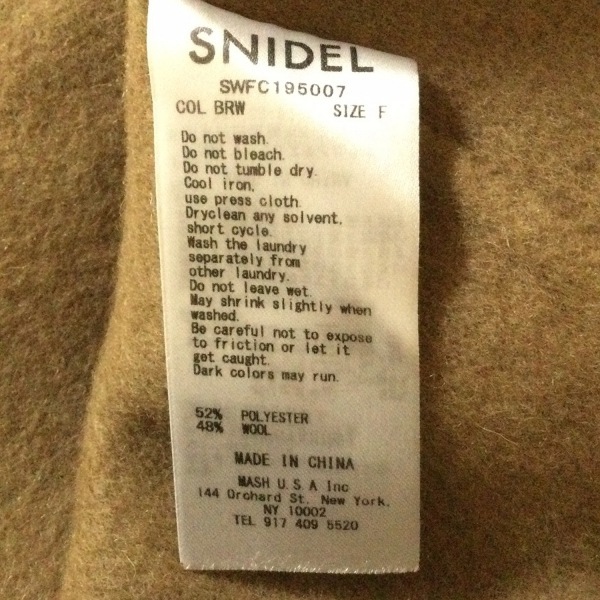 SNIDEL
SWFC195007
COL BRW SIZE F
Do not wash.
Do not bleach.
Do not tumble dry.
Cool iron,
use press cloth.
Dryclean any solvent,
short cycle.
Wash the laundry
separately from
other laundry.
Do not leave wet.
May shrink slightly when
washed.
Be careful not to expose
to friction or let it
get caught.
Dark colors may run.
52% POLYESTER
48% WOOL
MADE IN CHINA
MASH U.S.A Inc
144 Orchard St. New York,
NY 10002
TEL 917 409 5520